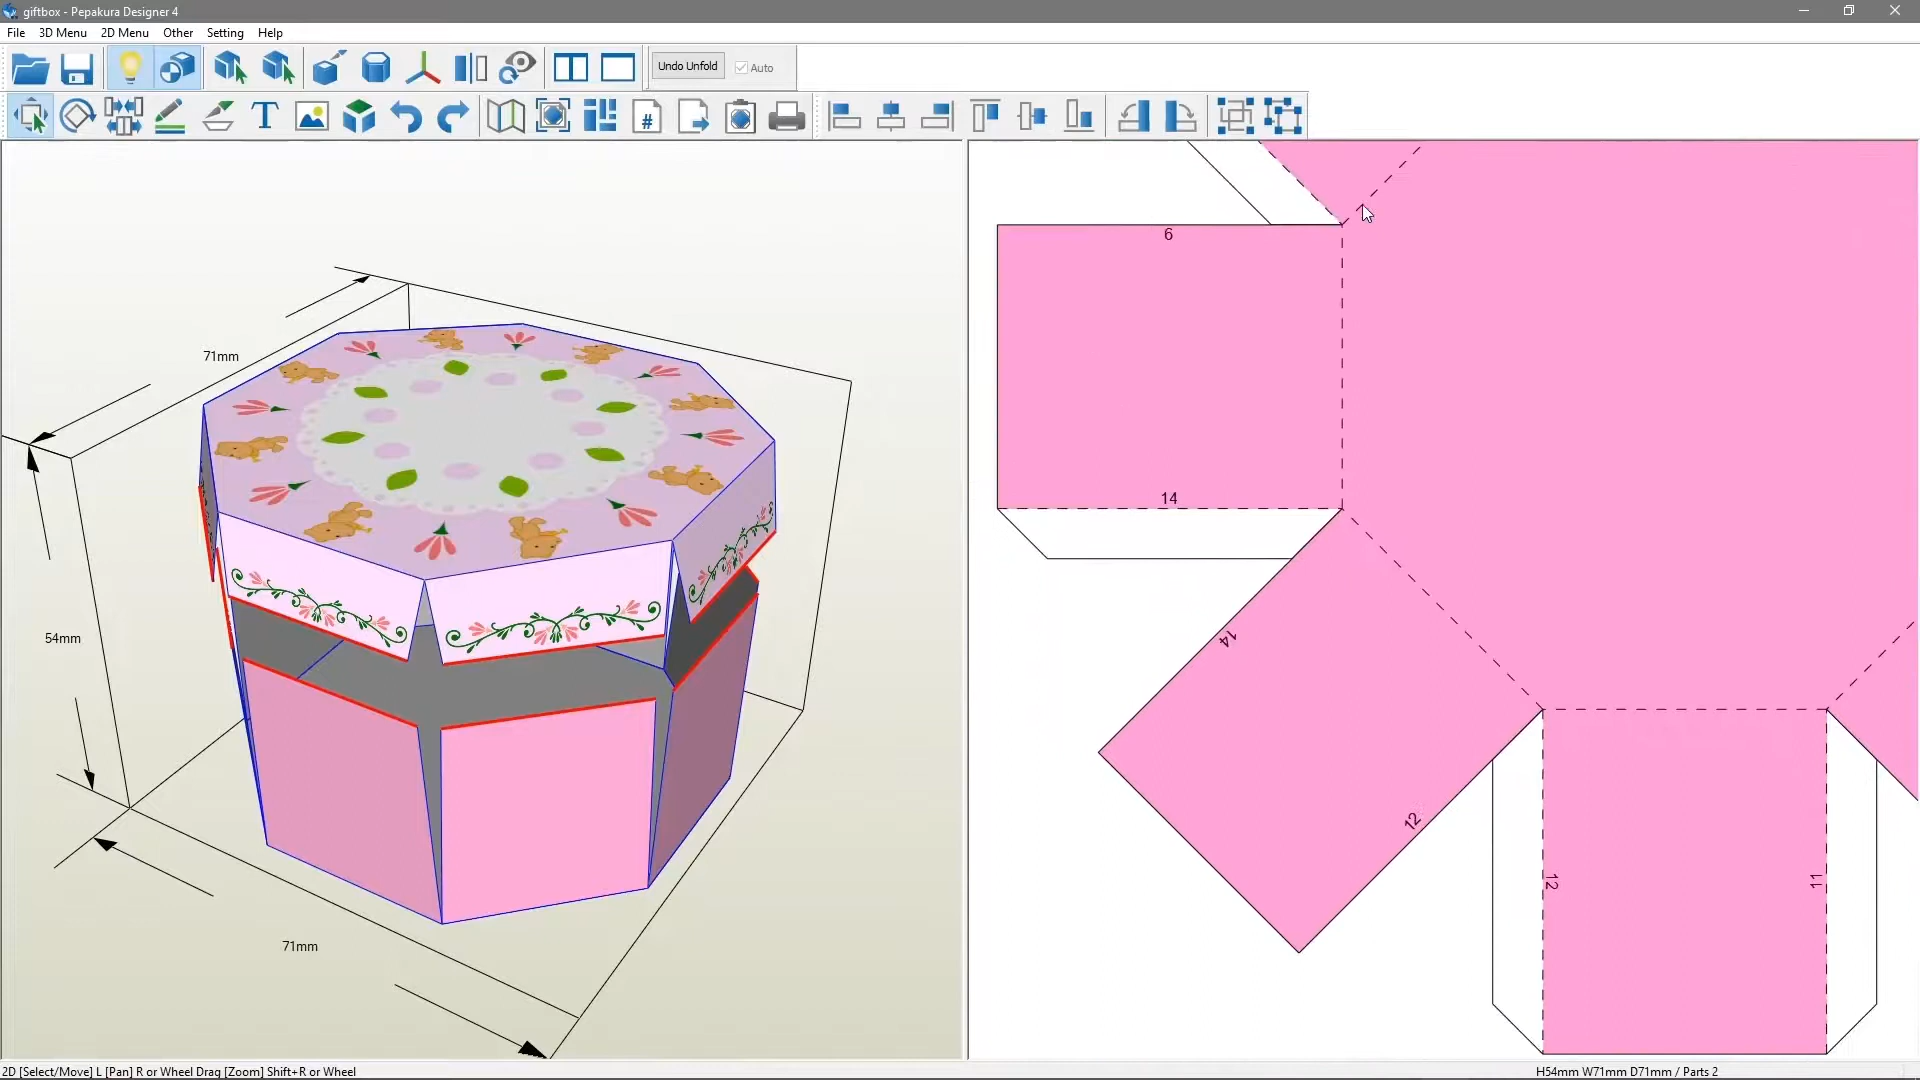 giftbox - Pepakura Designer 4
File 3D Menu 2D Menu Other Setting Help
Undo Unfold Auto
T
#
71mm
54mm
71mm
6
14
14
12
12
11
2D [Select/Move] L [Pan] R or Wheel Drag [Zoom] Shift+R or Wheel
H54mm W71mm D71mm / Parts 2